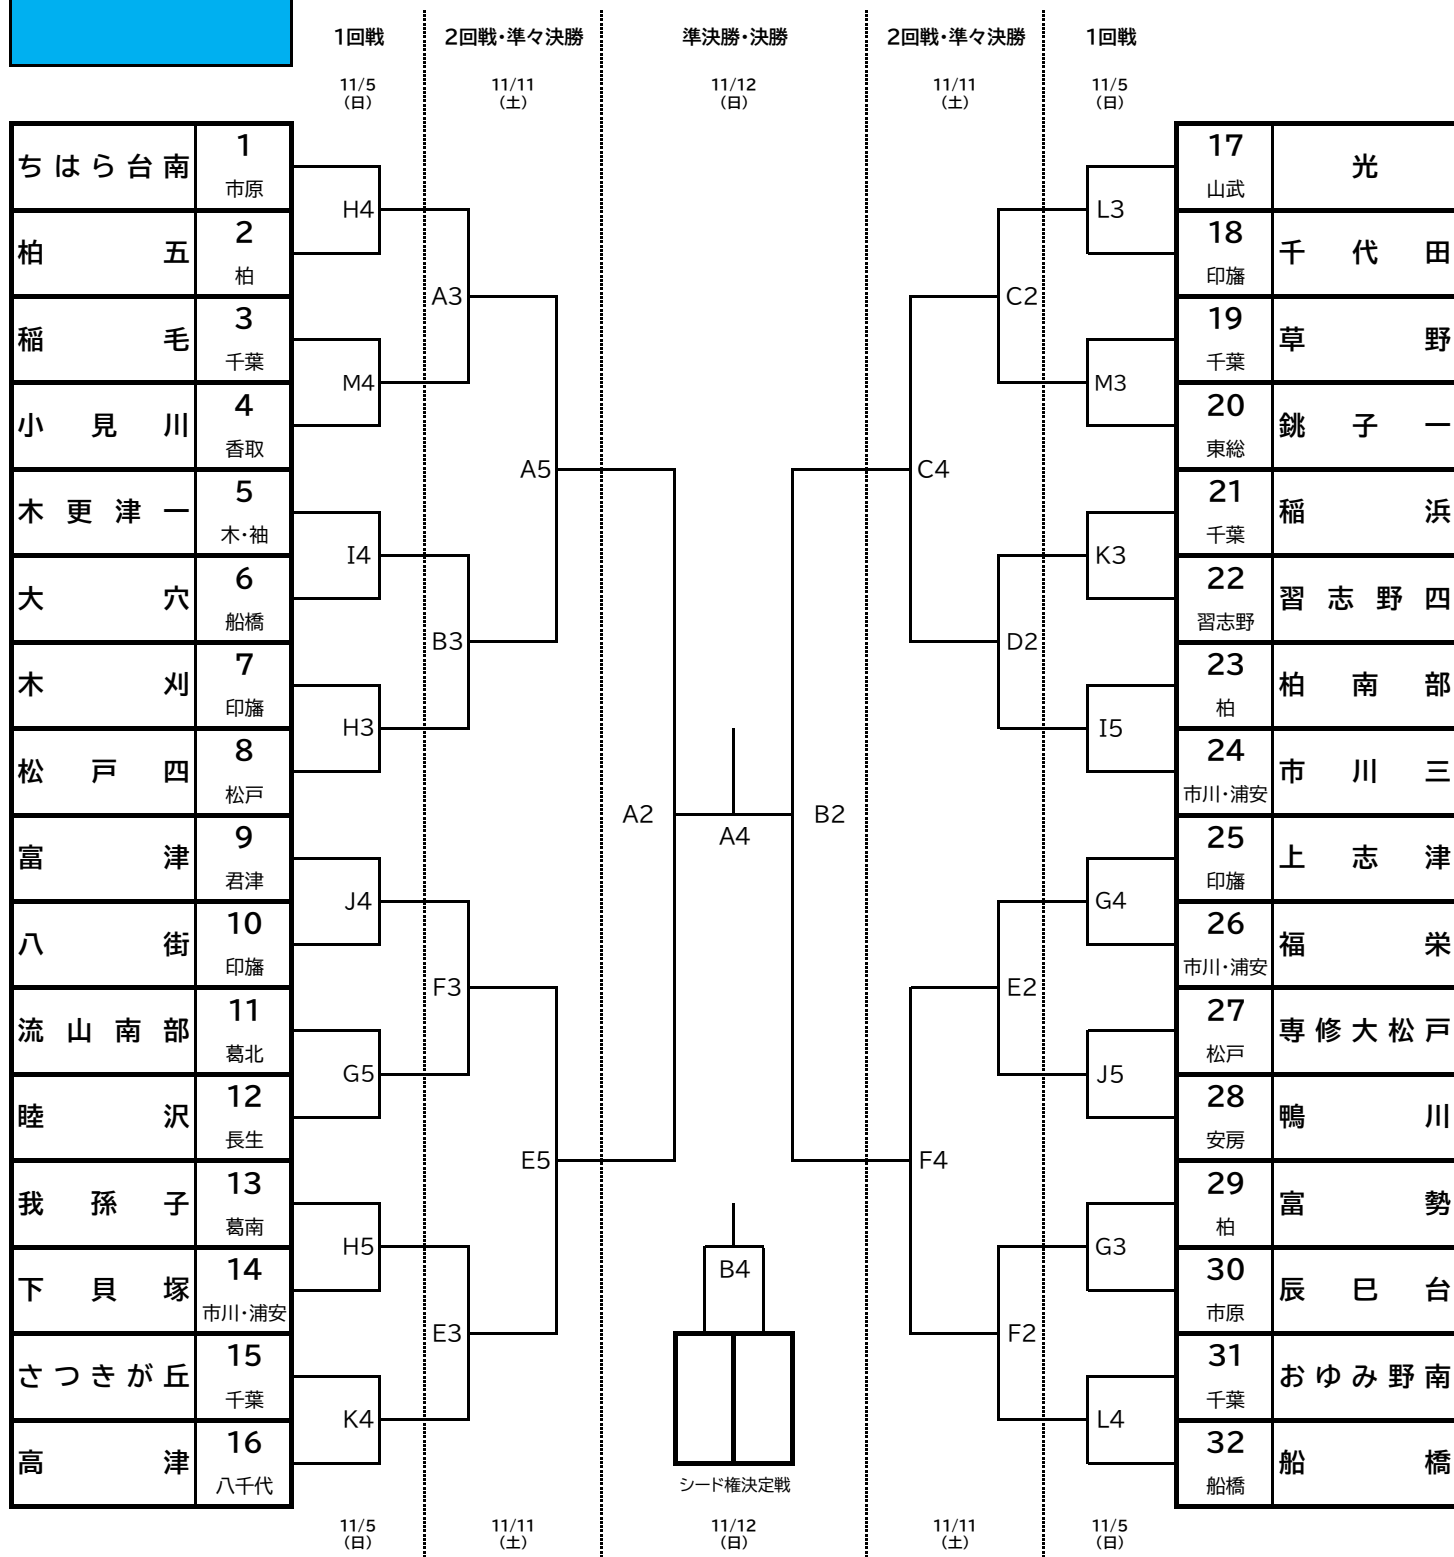 1回戦 2回戦・準々決勝 準決勝・決勝 2回戦・準々決勝 1回戦
11/5 11/11 11/12 11/11 11/5
(日) (土) (日) (土) (日)
ちはら台南 1 市原
柏五 2 柏
稲毛 3 千葉
小見川 4 香取
木更津一 5 木・袖
大穴 6 船橋
木刈 7 印旛
松戸四 8 松戸
富津 9 君津
八街 10 印旛
流山南部 11 葛北
睦沢 12 長生
我孫子 13 葛南
下貝塚 14 市川・浦安
さつきが丘 15 千葉
高津 16 八千代
H4
M4
I4
H3
J4
G5
H5
K4
A3
B3
F3
E3
A5
E5
A2
A4
B2
B4
シード権決定戦
C4
F4
C2
D2
E2
F2
L3
M3
K3
I5
G4
J5
G3
L4
17 山武 光
18 印旛 千代田
19 千葉 草野
20 東総 銚子一
21 千葉 稲浜
22 習志野 習志野四
23 柏 柏南部
24 市川・浦安 市川三
25 印旛 上志津
26 市川・浦安 福栄
27 松戸 専修大松戸
28 安房 鴨川
29 柏 富勢
30 市原 辰巳台
31 千葉 おゆみ野南
32 船橋 船橋
11/5 11/11 11/12 11/11 11/5
(日) (土) (日) (土) (日)